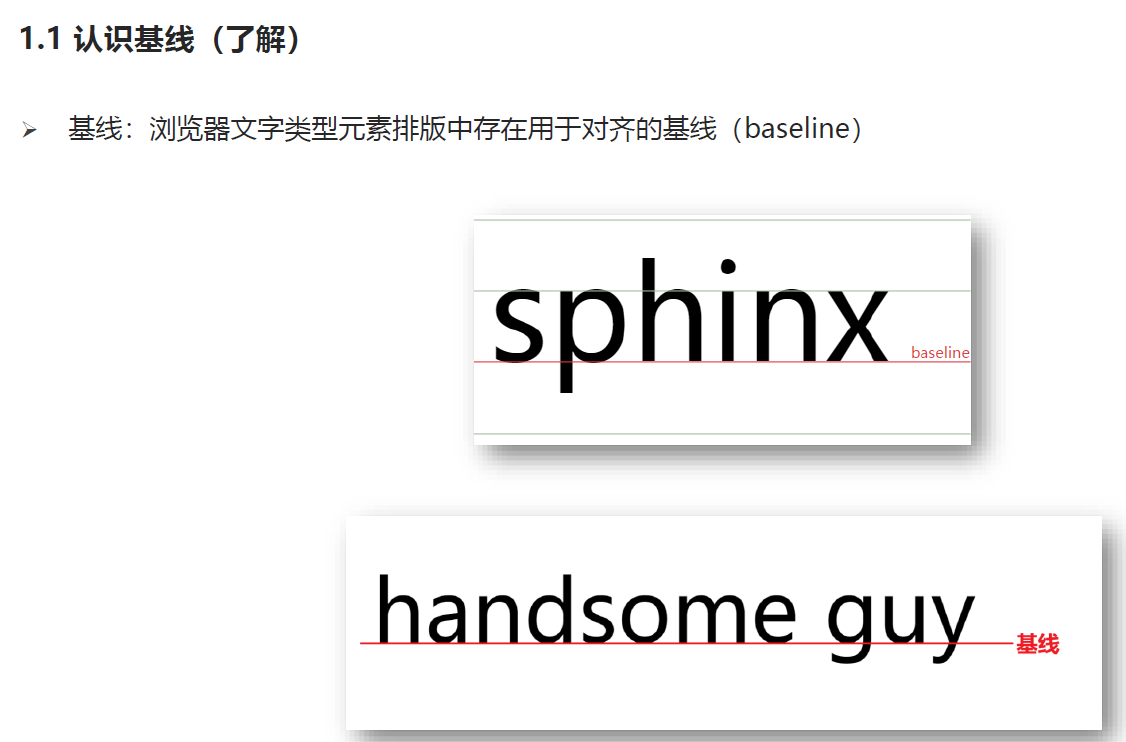 1.1 认识基线（了解）
➢ 基线：浏览器文字类型元素排版中存在用于对齐的基线（baseline）
sphinx
baseline
handsome guy
基线